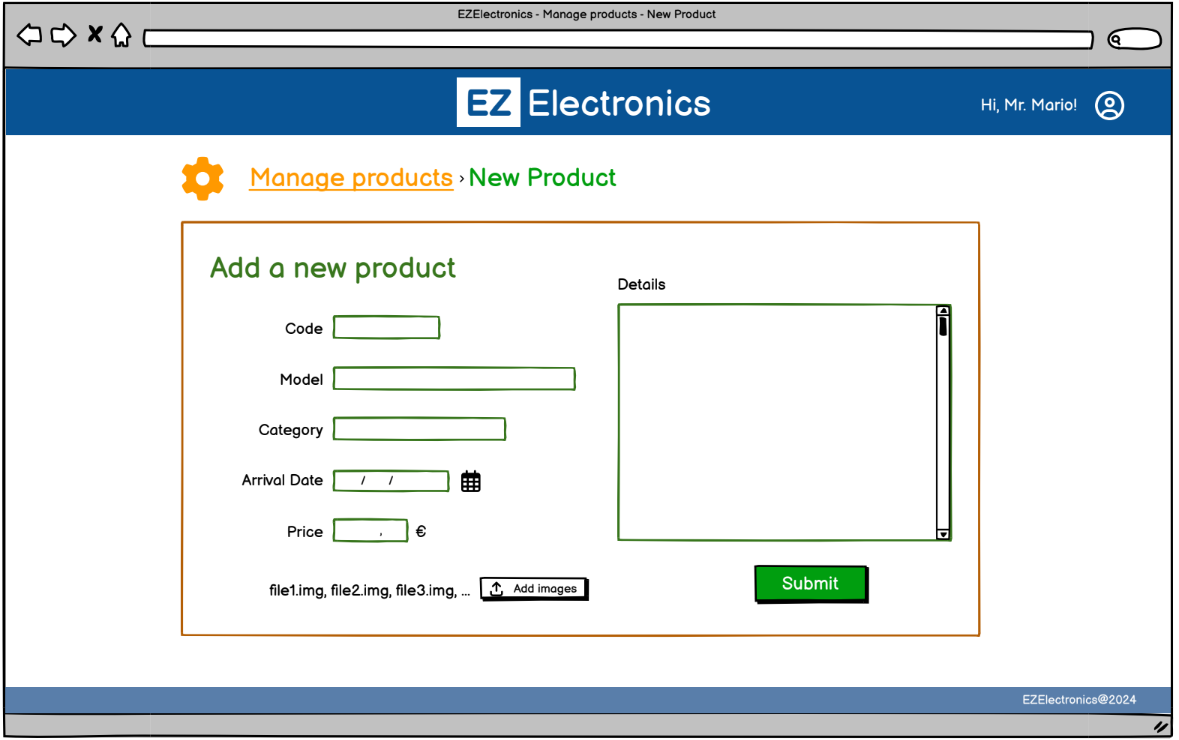 EZElectronics - Manage products - New Product
EZ Electronics
Hi, Mr. Mario!
Manage products › New Product
Add a new product
Code
Model
Category
Arrival Date / /
Price , €
file1.img, file2.img, file3.img, ... Add images
Details
Submit
EZElectronics@2024